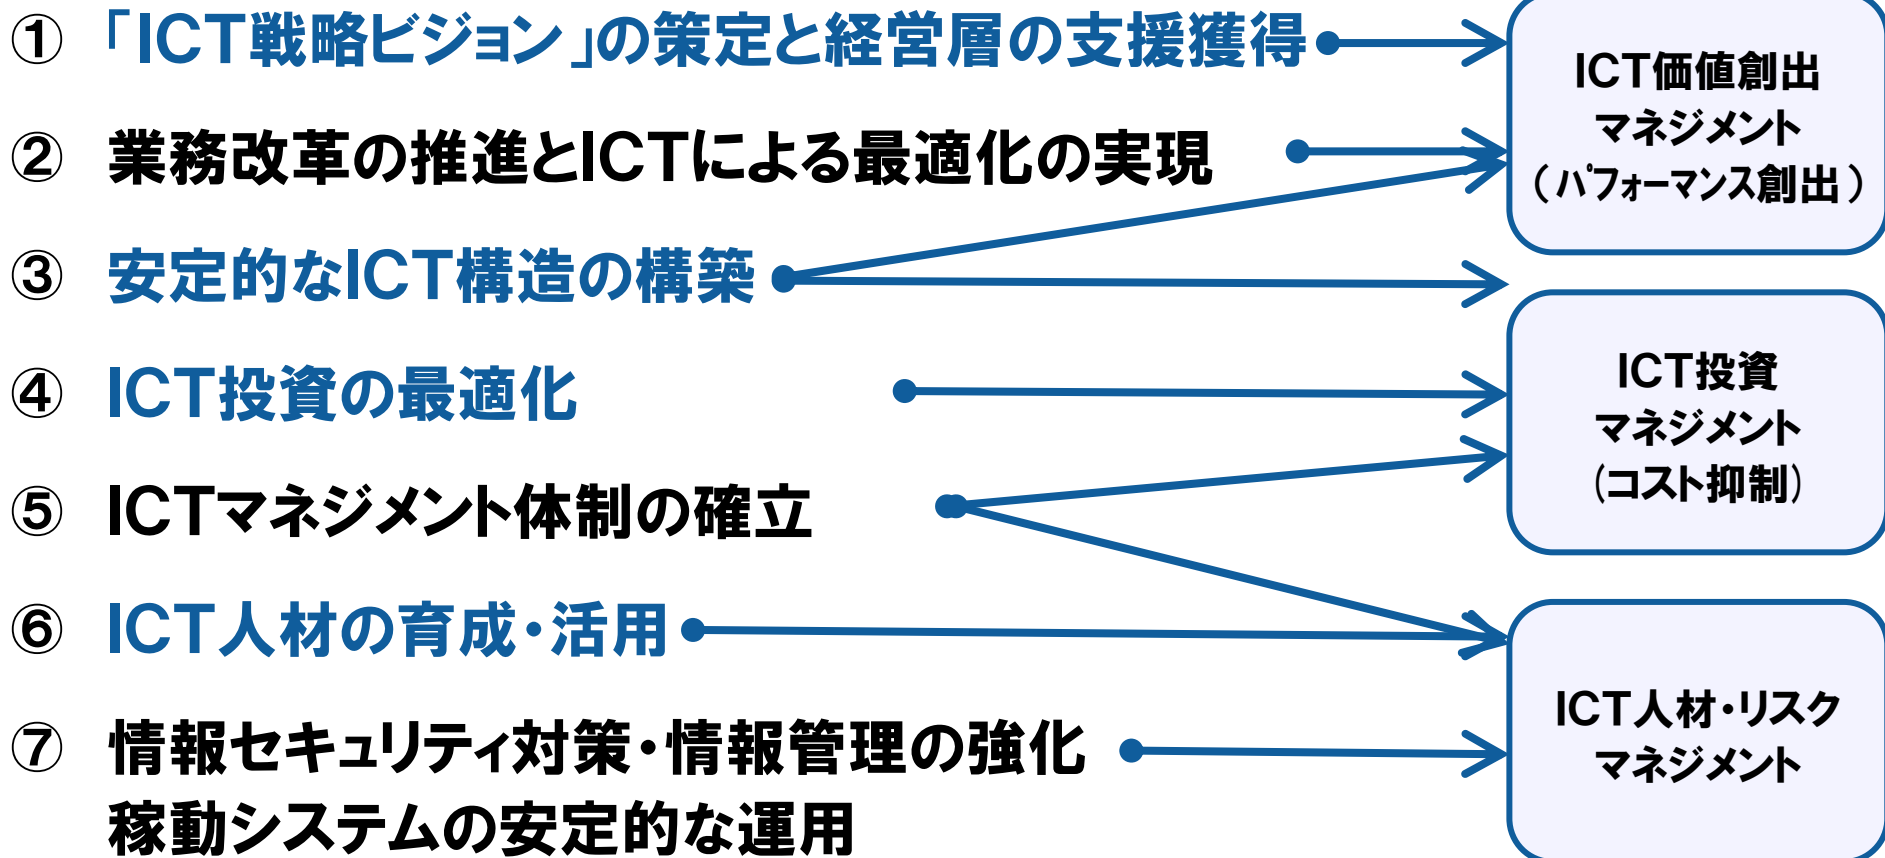 ① 「ICT戦略ビジョン」の策定と経営層の支援獲得
② 業務改革の推進とICTによる最適化の実現
③ 安定的なICT構造の構築
④ ICT投資の最適化
⑤ ICTマネジメント体制の確立
⑥ ICT人材の育成・活用
⑦ 情報セキュリティ対策・情報管理の強化
稼動システムの安定的な運用
ICT価値創出
マネジメント
（パフォーマンス創出）
ICT投資
マネジメント
(コスト抑制)
ICT人材・リスク
マネジメント